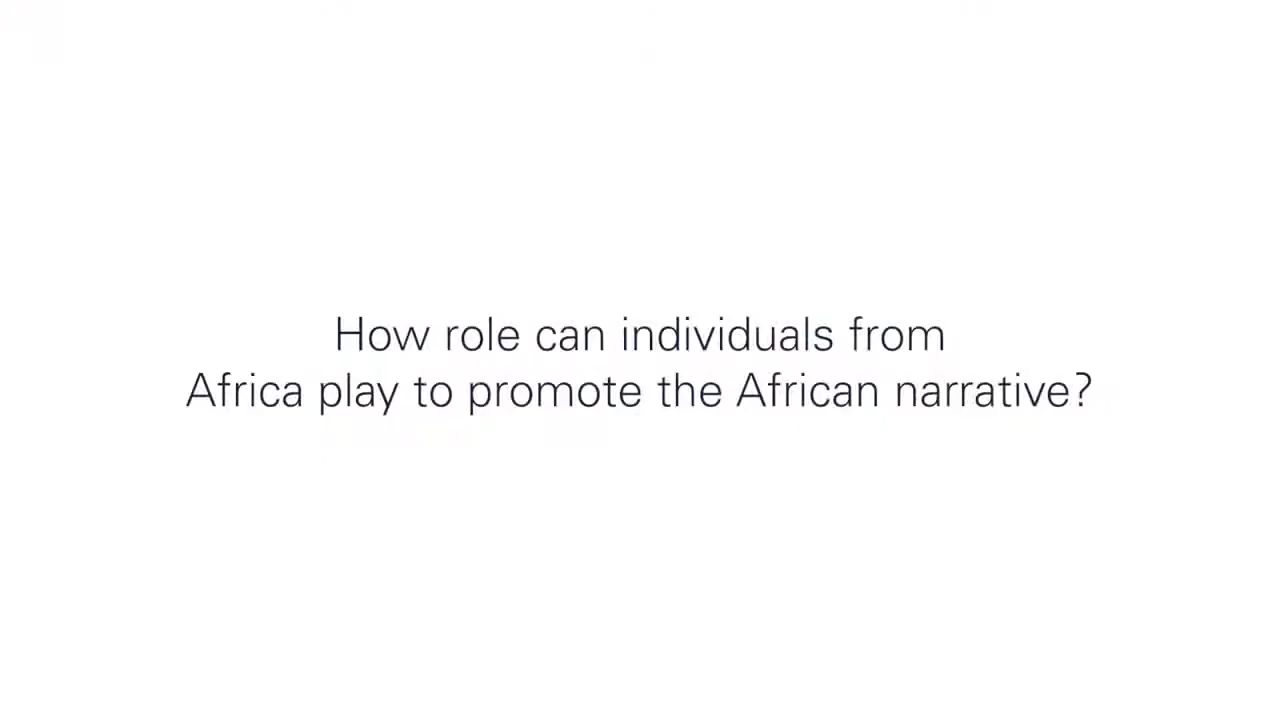 How role can individuals from
Africa play to promote the African narrative?